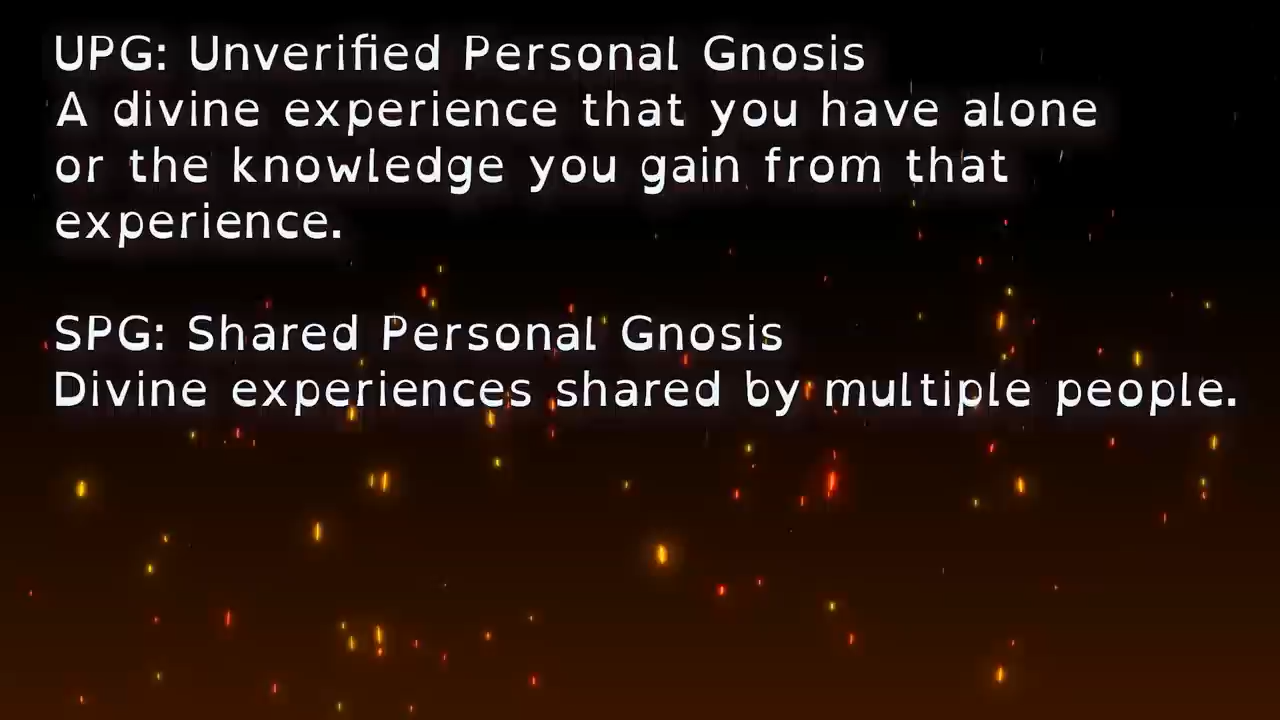 UPG: Unverified Personal Gnosis
A divine experience that you have alone
or the knowledge you gain from that
experience.
SPG: Shared Personal Gnosis
Divine experiences shared by multiple people.